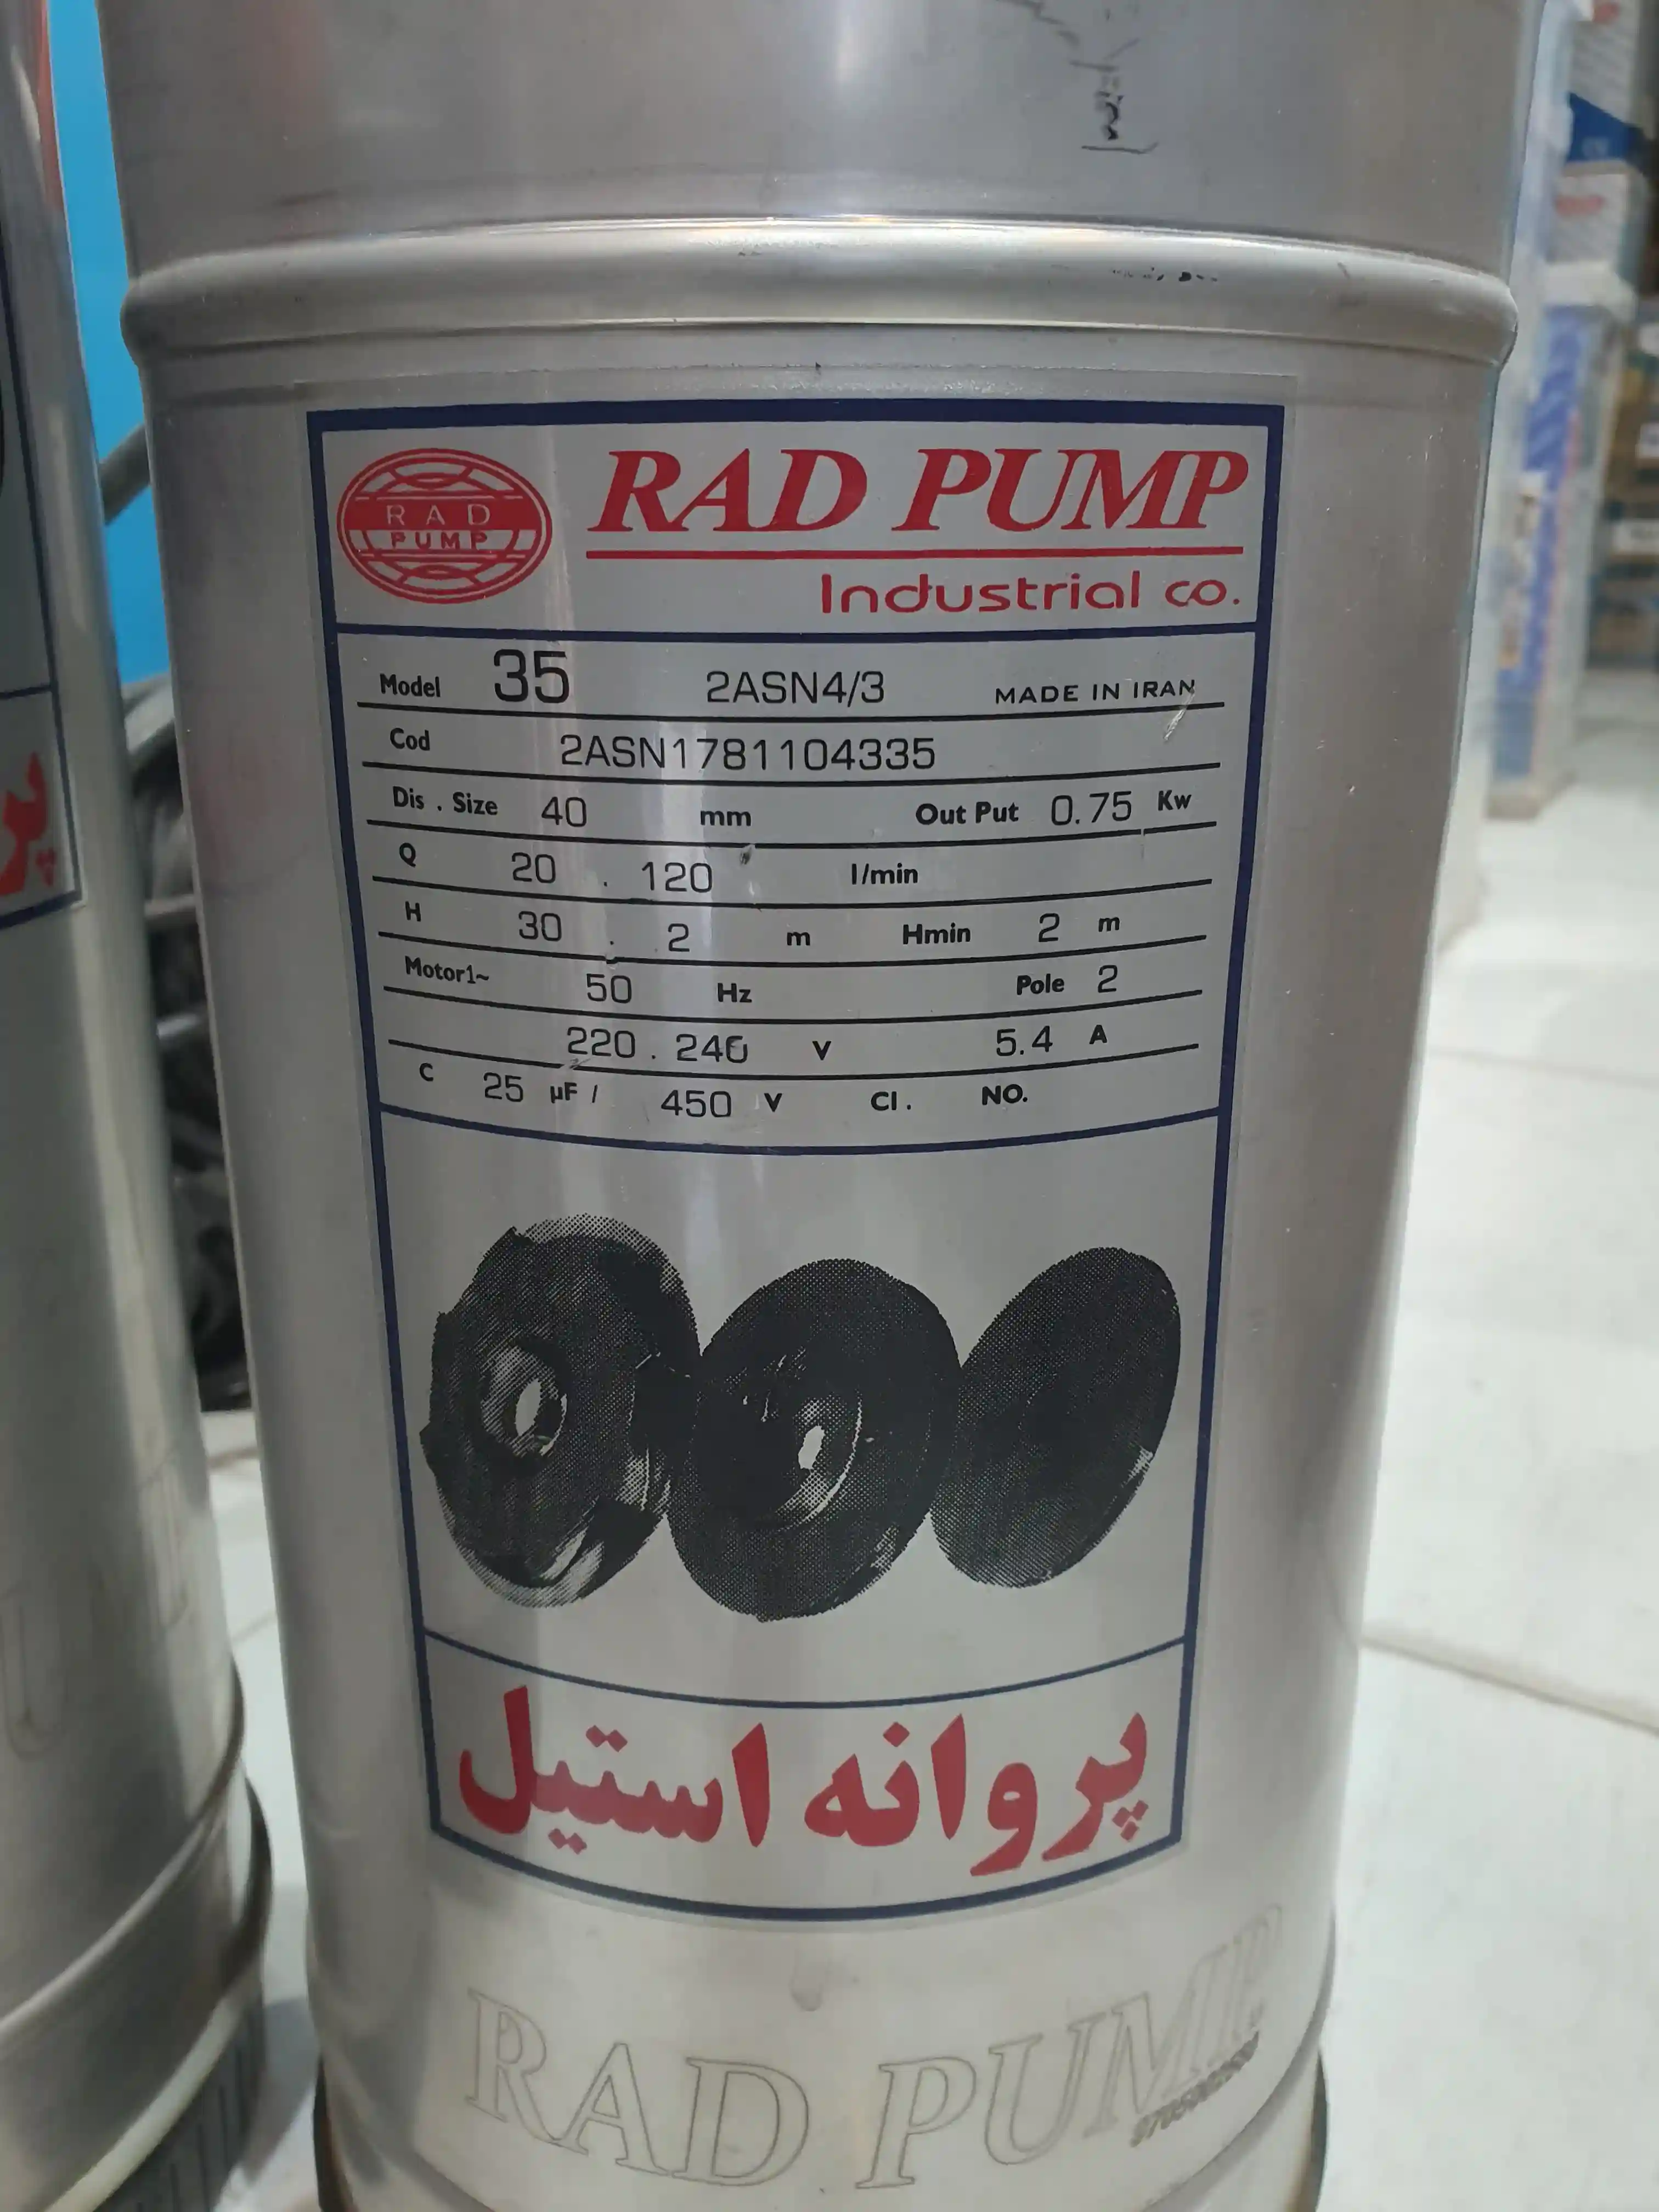 RAD
PUMP
RAD PUMP
Industrial co.
Model 35 2ASN4/3 MADE IN IRAN
Cod 2ASN1781104335
Dis . Size 40 mm Out Put 0.75 Kw
Q 20 . 120 l/min
H 30 . 2 m Hmin 2 m
Motor1~ 50 Hz Pole 2
220 . 240 V 5.4 A
C 25 µF / 450 V Cl . NO.
پروانه استیل
RAD PUMP